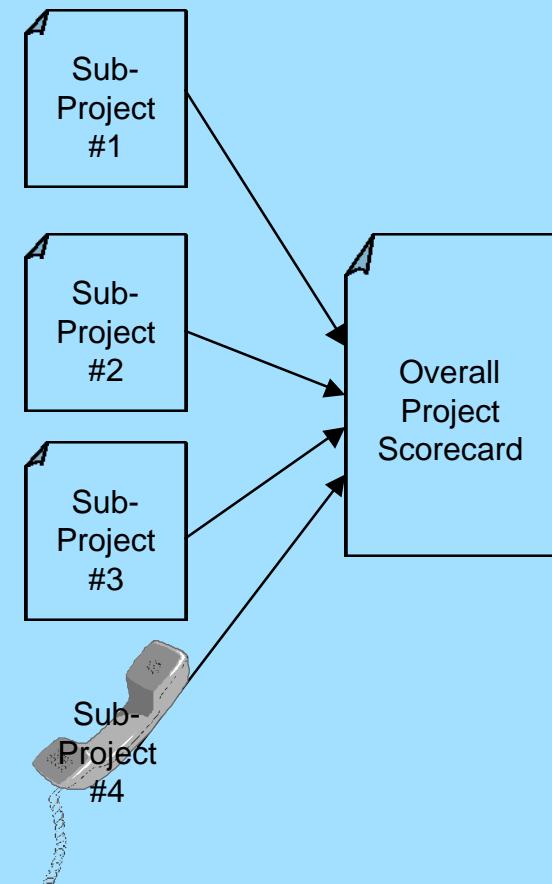 Sub-
Project
#1
Sub-
Project
#2
Overall
Project
Scorecard
Sub-
Project
#3
Sub-
Project
#4